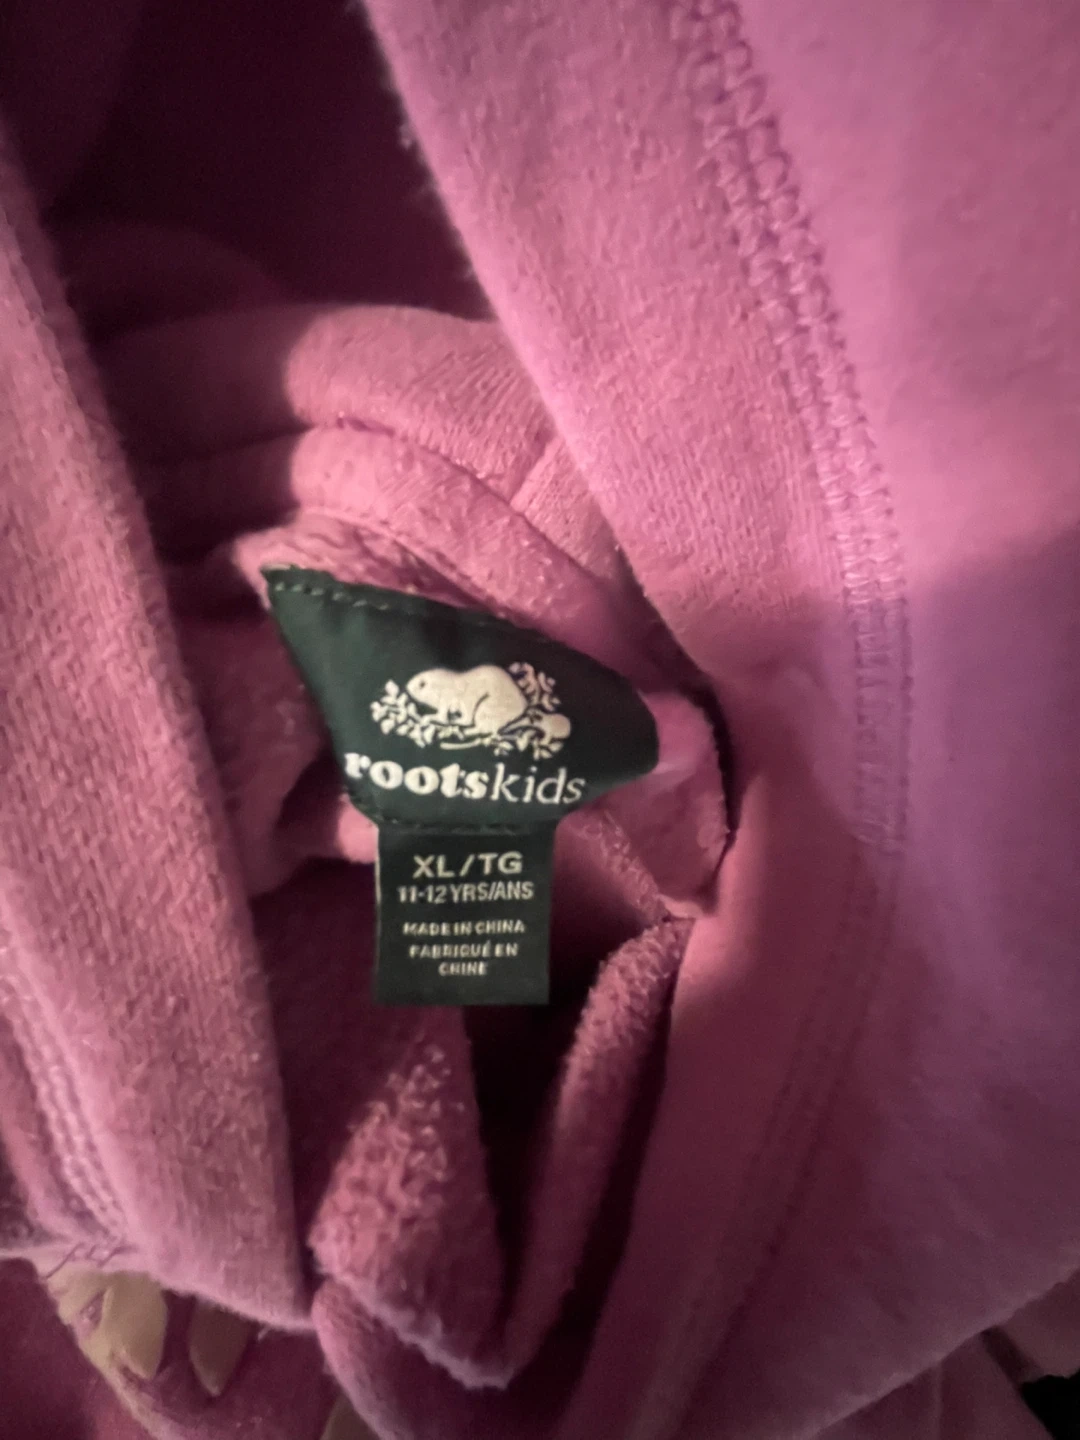 rootskids
XL/TG
11-12 YRS/ANS
MADE IN CHINA
FABRIQUÉ EN
CHINE